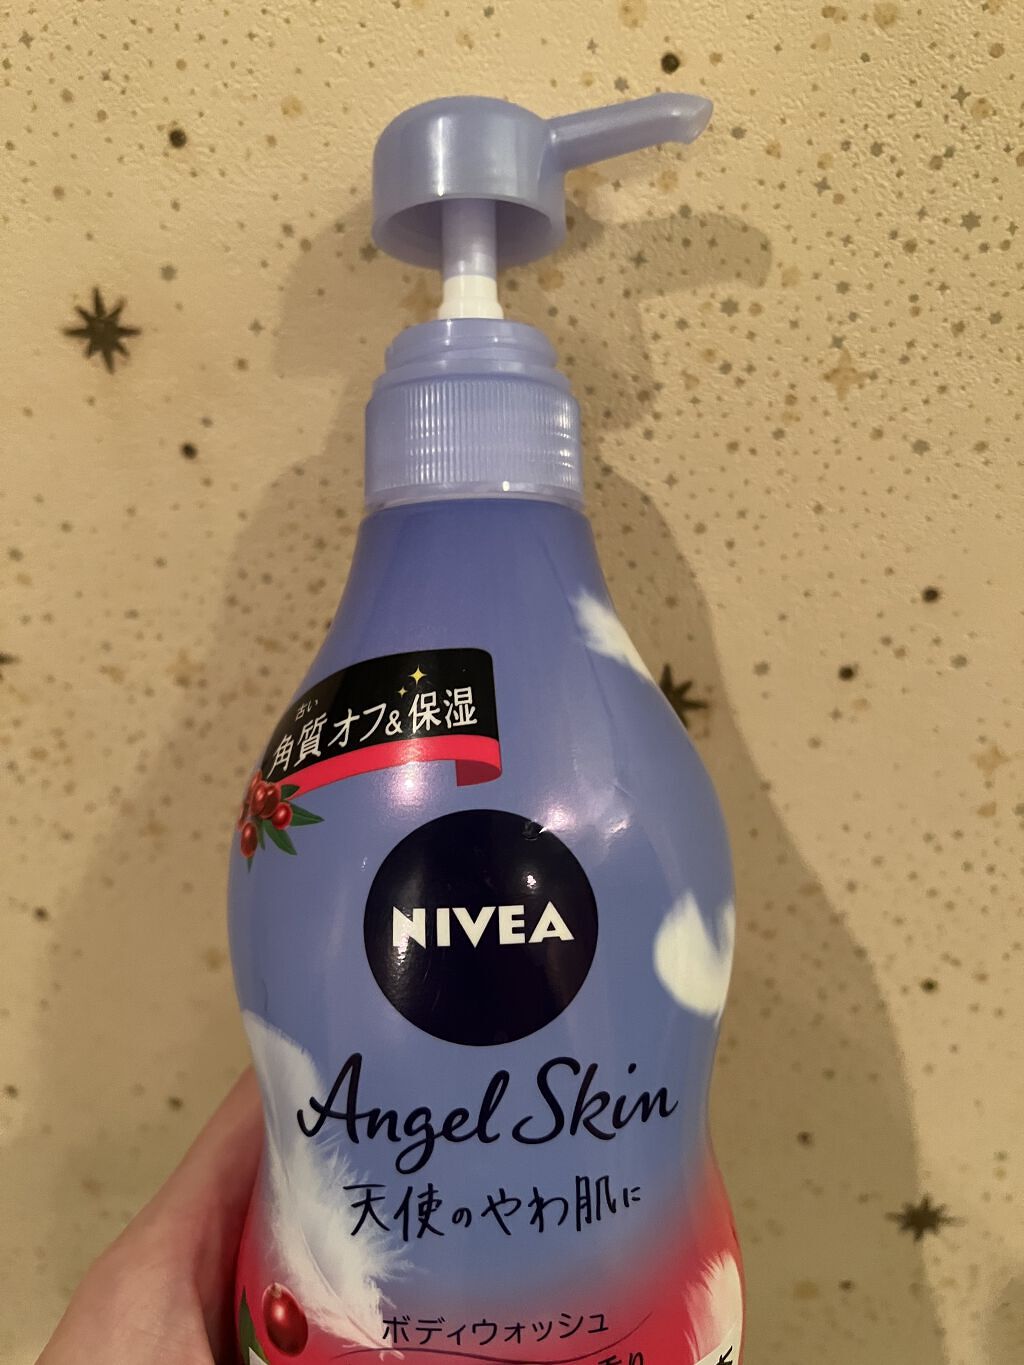 古い
角質オフ&保湿
NIVEA
Angel Skin
天使のやわ肌に
ボディウォッシュ